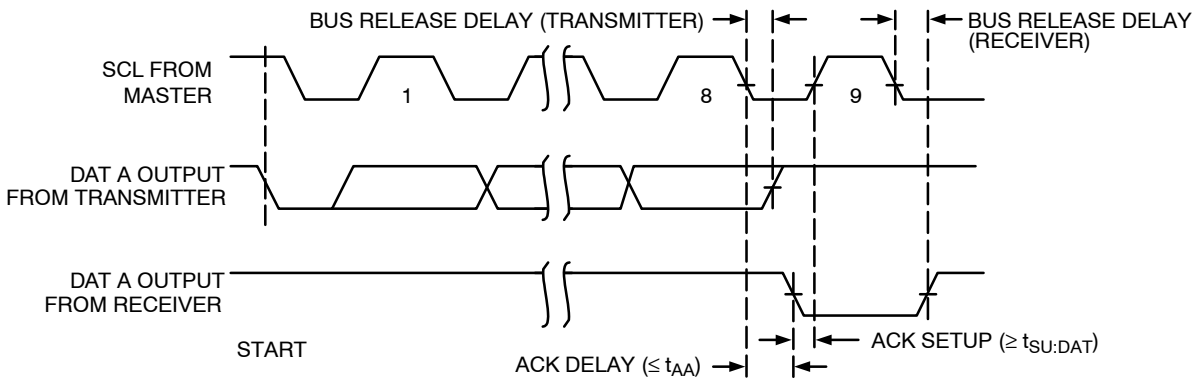 BUS RELEASE DELAY (TRANSMITTER)
BUS RELEASE DELAY
(RECEIVER)
SCL FROM
MASTER
1
8
9
DAT A OUTPUT
FROM TRANSMITTER
DAT A OUTPUT
FROM RECEIVER
START
ACK SETUP (≥ tSU:DAT)
ACK DELAY (≤ tAA)